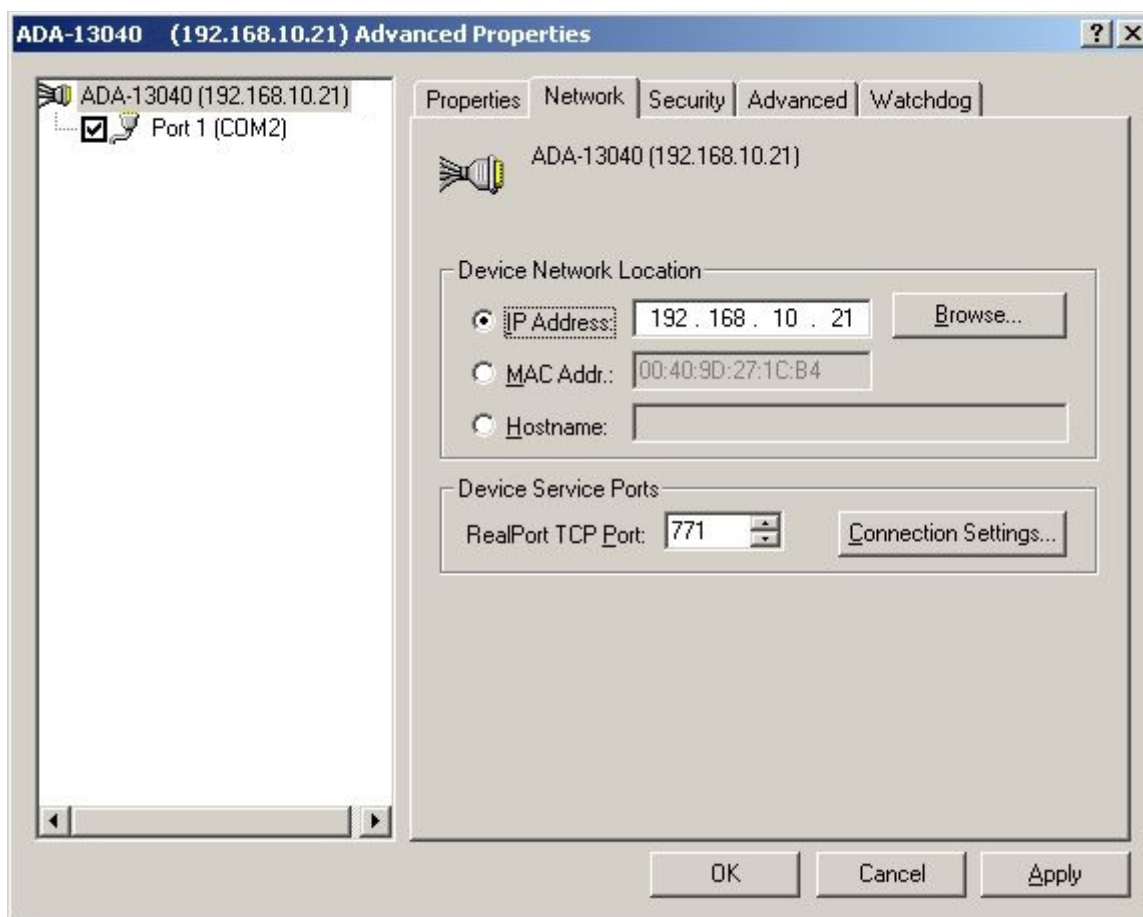 ADA-13040 (192.168.10.21) Advanced Properties
ADA-13040 (192.168.10.21)
Port 1 (COM2)
Properties Network Security Advanced Watchdog
ADA-13040 (192.168.10.21)
Device Network Location
IP Address: 192 . 168 . 10 . 21 Browse...
MAC Addr.: 00:40:9D:27:1C:B4
Hostname:
Device Service Ports
RealPort TCP Port: 771 Connection Settings...
OK Cancel Apply